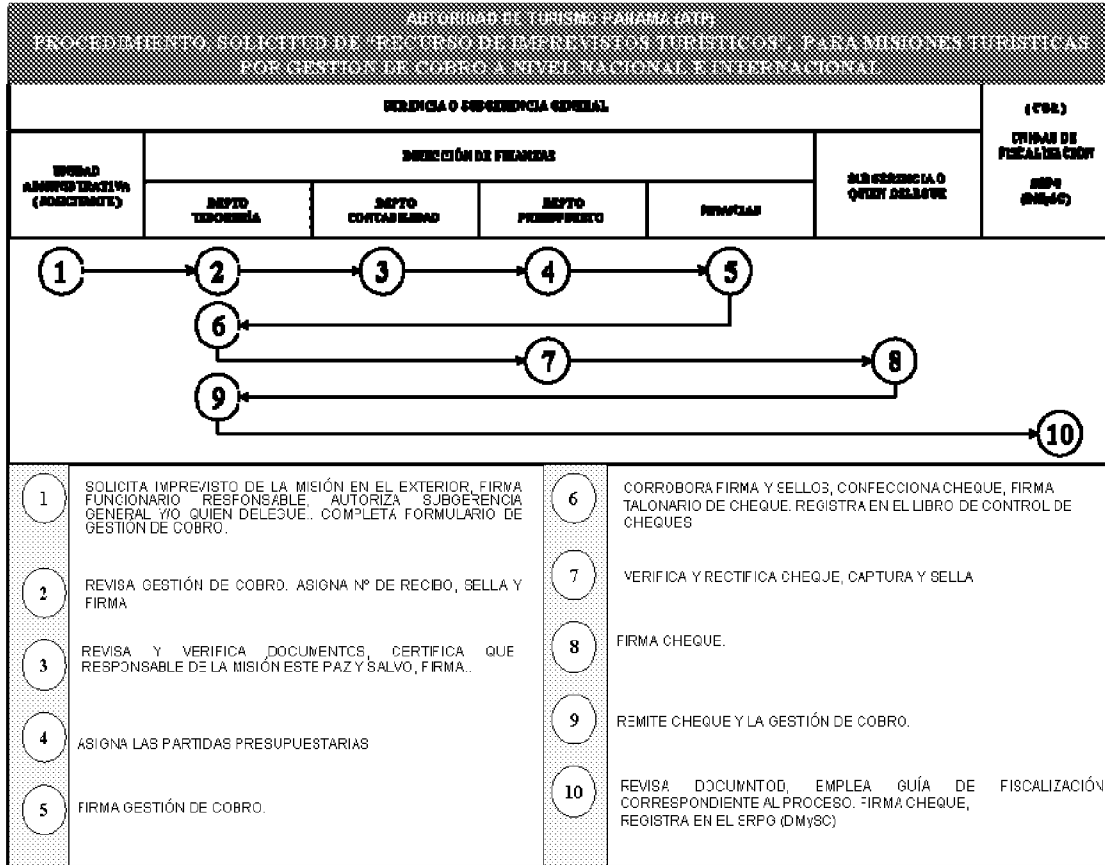 AUTORIDAD DE TURISMO PANAMÁ (ATP)
PROCEDIMIENTO: SOLICITUD DE "RECURSO DE IMPREVISTOS TURÍSTICOS", PARA MISIONES TURÍSTICAS
POR GESTIÓN DE COBRO A NIVEL NACIONAL E INTERNACIONAL
GERENCIA O SUBGERENCIA GENERAL
(CGR)
UNIDAD DE
FISCALIZACIÓN
(DMySC)
UNIDAD
ADMINISTRATIVA
(SOLICITANTE)
DIRECCIÓN DE FINANZAS
DEPTO
TESORERÍA
DEPTO
CONTABILIDAD
DEPTO
PRESUPUESTO
FINANZAS
SUBGERENCIA O
QUIEN DELEGUE
1
2
3
4
5
6
7
8
9
10
1
SOLICITA IMPREVISTO DE LA MISIÓN EN EL EXTERIOR, FIRMA
FUNCIONARIO RESPONSABLE, AUTORIZA SUBGERENCIA
GENERAL Y/O QUIEN DELEGUE.. COMPLETA FORMULARIO DE
GESTIÓN DE COBRO.
2
REVISA GESTIÓN DE COBRO. ASIGNA Nº DE RECIBO, SELLA Y
FIRMA
3
REVISA Y VERIFICA DOCUMENTOS, CERTIFICA QUE
RESPONSABLE DE LA MISIÓN ESTE PAZ Y SALVO, FIRMA..
4
ASIGNA LAS PARTIDAS PRESUPUESTARIAS
5
FIRMA GESTIÓN DE COBRO.
6
CORROBORA FIRMA Y SELLOS, CONFECCIONA CHEQUE, FIRMA
TALONARIO DE CHEQUE. REGISTRA EN EL LIBRO DE CONTROL DE
CHEQUES
7
VERIFICA Y RECTIFICA CHEQUE, CAPTURA Y SELLA
8
FIRMA CHEQUE.
9
REMITE CHEQUE Y LA GESTIÓN DE COBRO.
10
REVISA DOCUMNTOD, EMPLEA GUÍA DE FISCALIZACIÓN
CORRESPONDIENTE AL PROCESO. FIRMA CHEQUE,
REGISTRA EN EL SRPG (DMySC)